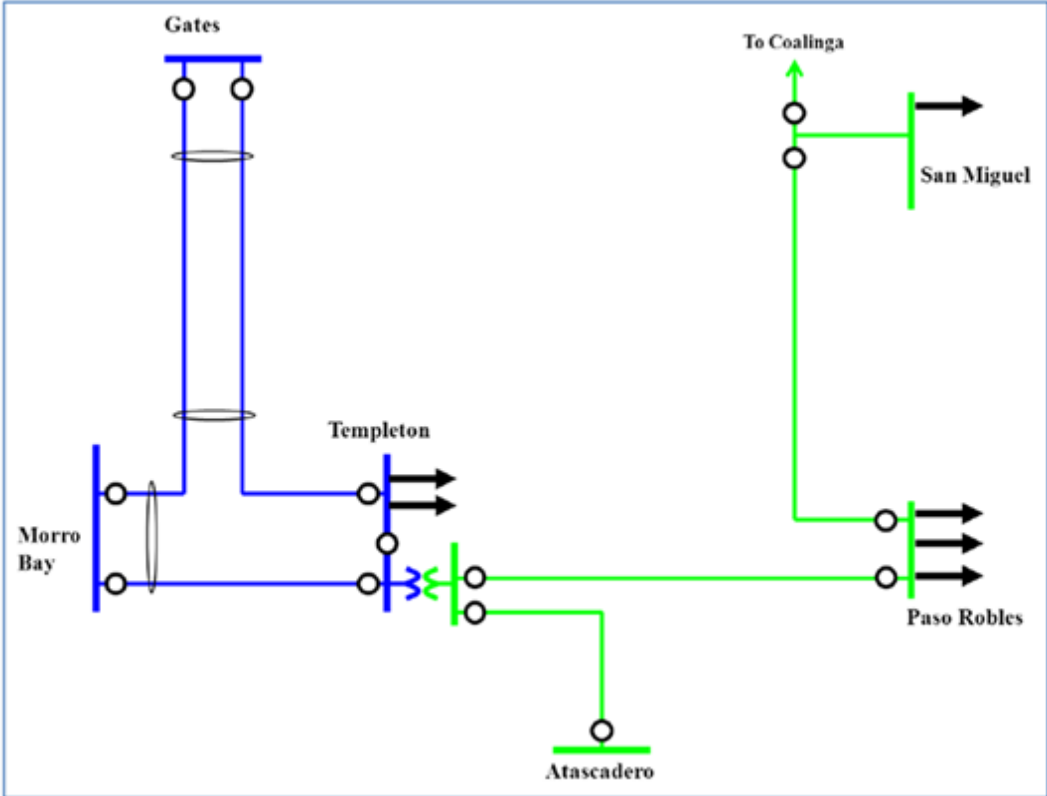 Gates
To Coalinga
San Miguel
Templeton
Morro
Bay
Paso Robles
Atascadero